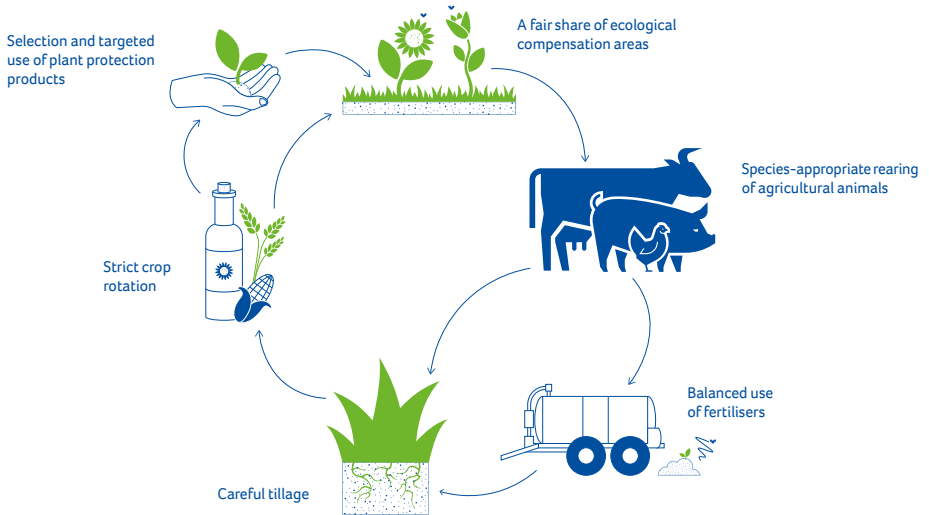 Selection and targeted
use of plant protection
products
A fair share of ecological
compensation areas
Species-appropriate rearing
of agricultural animals
Strict crop
rotation
Balanced use
of fertilisers
Careful tillage